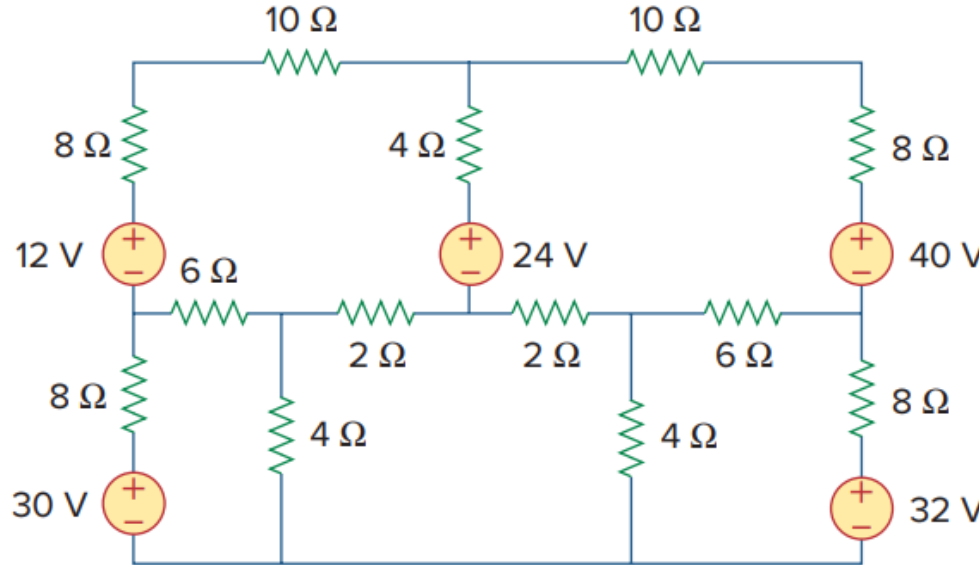 10 Ω 10 Ω
8 Ω 4 Ω 8 Ω
12 V + − 24 V + − 40 V + −
6 Ω
2 Ω 2 Ω 6 Ω
8 Ω 4 Ω 4 Ω 8 Ω
30 V + − 32 V + −